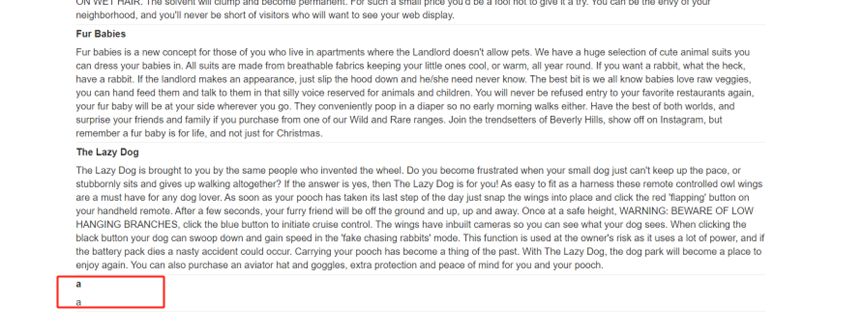 ON WET HAIR. The solvent will clump and become permanent. For such a small price you'd be a fool not to give it a try. You can be the envy of your
neighborhood, and you'll never be short of visitors who will want to see your web display.
Fur Babies
Fur babies is a new concept for those of you who live in apartments where the Landlord doesn't allow pets. We have a huge selection of cute animal suits you
can dress your babies in. All suits are made from breathable fabrics keeping your little ones cool, or warm, all year round. If you want a rabbit, what the heck,
have a rabbit. If the landlord makes an appearance, just slip the hood down and he/she need never know. The best bit is we all know babies love raw veggies,
you can hand feed them and talk to them in that silly voice reserved for animals and children. You will never be refused entry to your favorite restaurants again,
your fur baby will be at your side wherever you go. They conveniently poop in a diaper so no early morning walks either. Have the best of both worlds, and
surprise your friends and family if you purchase from one of our Wild and Rare ranges. Join the trendsetters of Beverly Hills, show off on Instagram, but
remember a fur baby is for life, and not just for Christmas.
The Lazy Dog
The Lazy Dog is brought to you by the same people who invented the wheel. Do you become frustrated when your small dog just can't keep up the pace, or
stubbornly sits and gives up walking altogether? If the answer is yes, then The Lazy Dog is for you! As easy to fit as a harness these remote controlled owl wings
are a must have for any dog lover. As soon as your pooch has taken its last step of the day just snap the wings into place and click the red 'flapping' button on
your handheld remote. After a few seconds, your furry friend will be off the ground and up, up and away. Once at a safe height, WARNING: BEWARE OF LOW
HANGING BRANCHES, click the blue button to initiate cruise control. The wings have inbuilt cameras so you can see what your dog sees. When clicking the
black button your dog can swoop down and gain speed in the 'fake chasing rabbits' mode. This function is used at the owner's risk as it uses a lot of power, and if
the battery pack dies a nasty accident could occur. Carrying your pooch has become a thing of the past. With The Lazy Dog, the dog park will become a place to
enjoy again. You can also purchase an aviator hat and goggles, extra protection and peace of mind for you and your pooch.
a
a